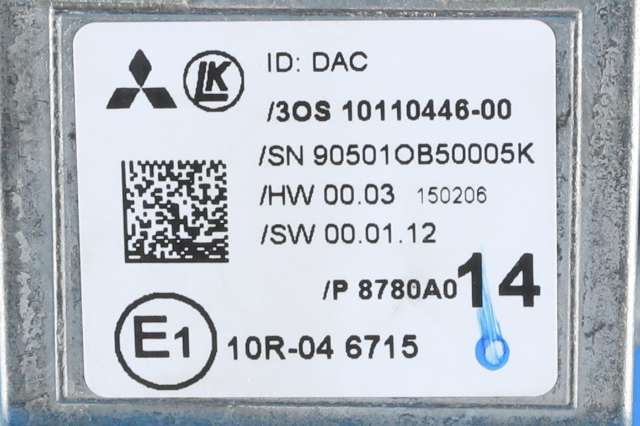 LK
ID: DAC
/3OS 10110446-00
/SN 90501OB50005K
/HW 00.03 150206
/SW 00.01.12
/P 8780A014
E1 10R-04 6715